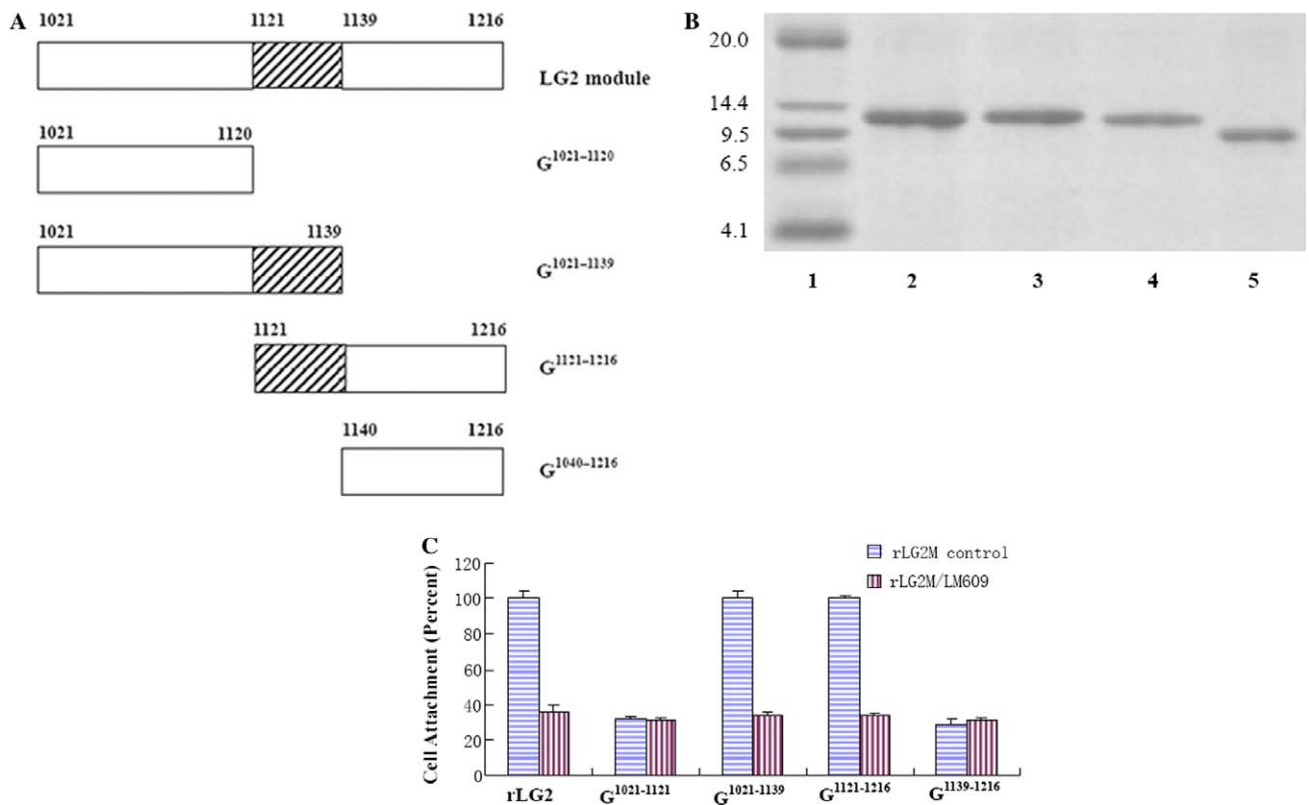 A
1021 1121 1139 1216
LG2 module
1021 1120
G1021–1120
1021 1139
G1021–1139
1121 1216
G1121–1216
1140 1216
G1040–1216
B
20.0
14.4
9.5
6.5
4.1
1 2 3 4 5
C
rLG2M control
rLG2M/LM609
Cell Attachment (Percent)
120
100
80
60
40
20
0
rLG2 G1021-1121 G1021-1139 G1121-1216 G1139-1216